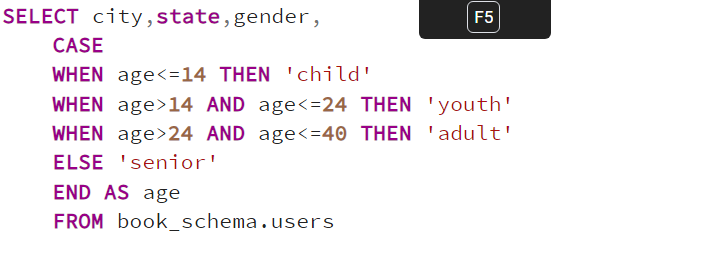 SELECT city,state,gender,
F5
CASE
WHEN age<=14 THEN 'child'
WHEN age>14 AND age<=24 THEN 'youth'
WHEN age>24 AND age<=40 THEN 'adult'
ELSE 'senior'
END AS age
FROM book_schema.users